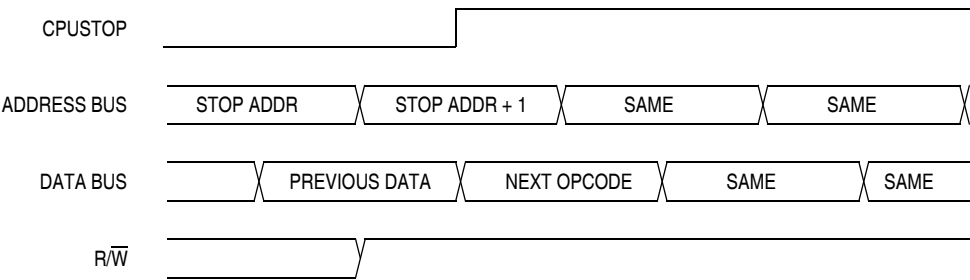 CPUSTOP
ADDRESS BUS STOP ADDR STOP ADDR + 1 SAME SAME
DATA BUS PREVIOUS DATA NEXT OPCODE SAME SAME
R/W̅